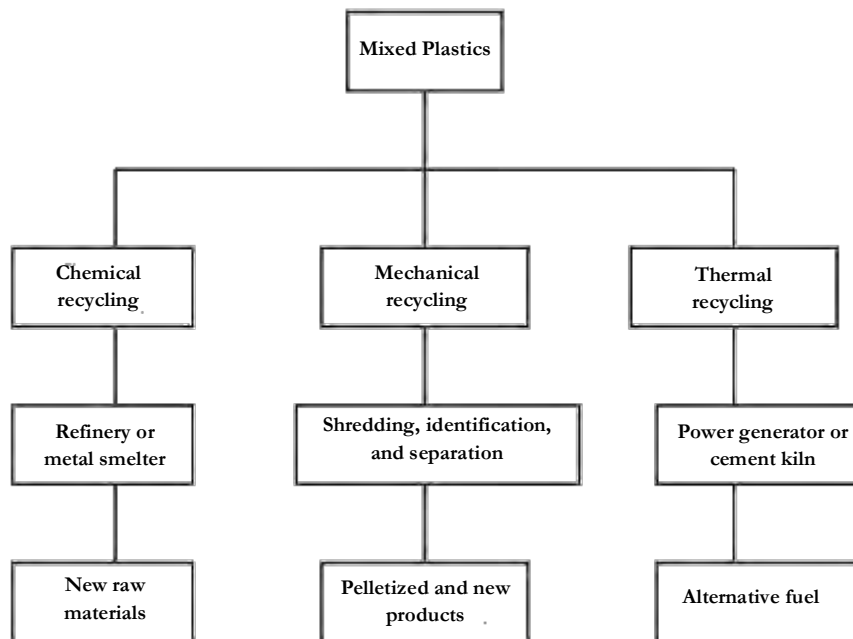 Mixed Plastics
Chemical
recycling
Mechanical
recycling
Thermal
recycling
Refinery or
metal smelter
Shredding, identification,
and separation
Power generator or
cement kiln
New raw
materials
Pelletized and new
products
Alternative fuel